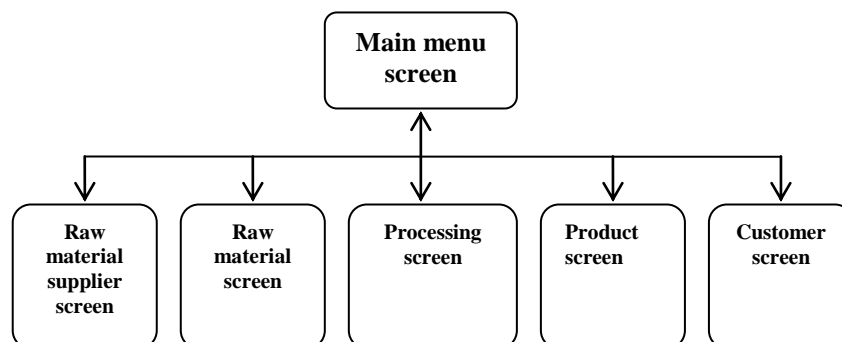 Main menu
screen
Raw
material
supplier
screen
Raw
material
screen
Processing
screen
Product
screen
Customer
screen